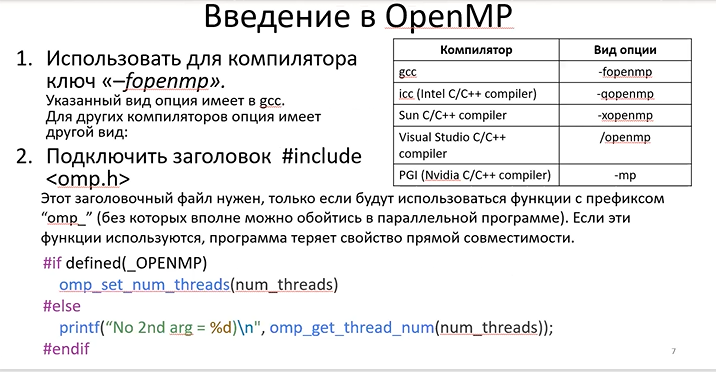 Введение в OpenMP
1. Использовать для компилятора
ключ «–fopenmp».
Указанный вид опция имеет в gcc.
Для других компиляторов опция имеет
другой вид:
2. Подключить заголовок #include
<omp.h>
Компилятор Вид опции
gcc -fopenmp
icc (Intel C/C++ compiler) -qopenmp
Sun C/C++ compiler -xopenmp
Visual Studio C/C++ /openmp
compiler
PGI (Nvidia C/C++ compiler) -mp
Этот заголовочный файл нужен, только если будут использоваться функции с префиксом
“omp_” (без которых вполне можно обойтись в параллельной программе). Если эти
функции используются, программа теряет свойство прямой совместимости.
#if defined(_OPENMP)
omp_set_num_threads(num_threads)
#else
printf(“No 2nd arg = %d)\n", omp_get_thread_num(num_threads));
#endif
7